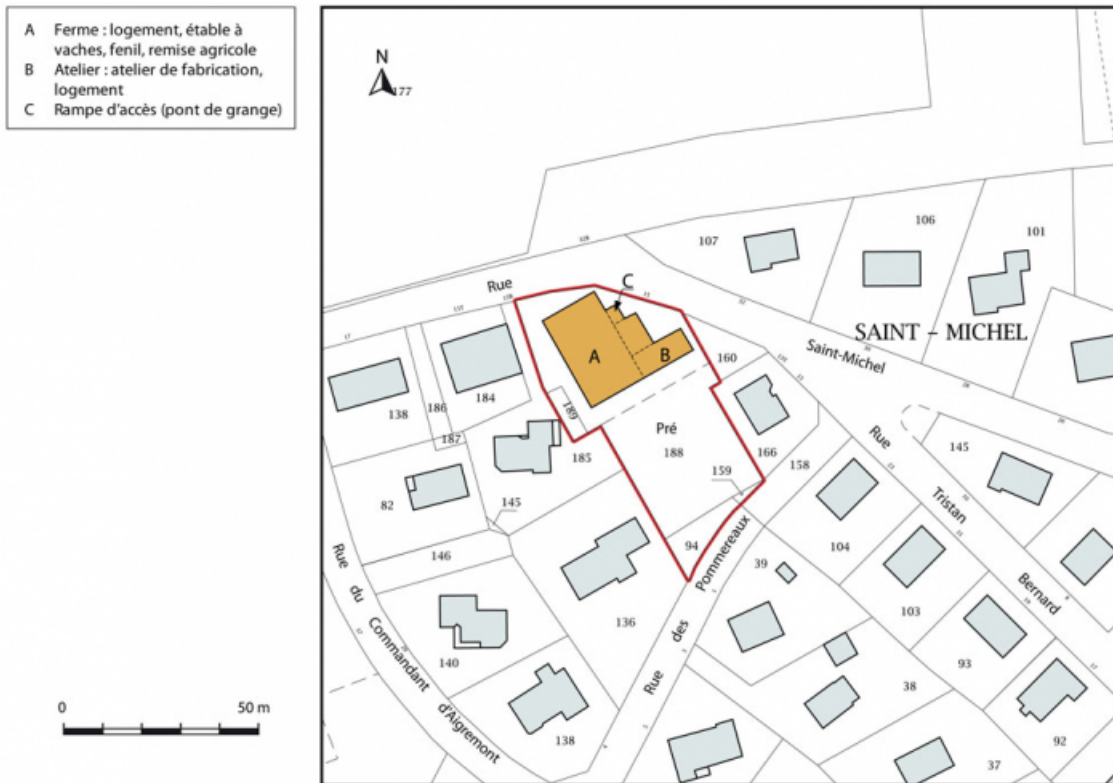 A Ferme : logement, étable à
vaches, fenil, remise agricole
B Atelier : atelier de fabrication,
logement
C Rampe d'accès (pont de grange)
N
177
106
107
101
C
Rue
SAINT – MICHEL
Saint-Michel
A
B
160
138
186
184
189
187
Pré
188
185
166
159
158
145
82
145
146
94
39
104
Rue
Tristan
Bernard
103
136
140
93
38
138
92
37
Rue du Commandant d'Aigremont
Rue des Pommereaux
0 50 m